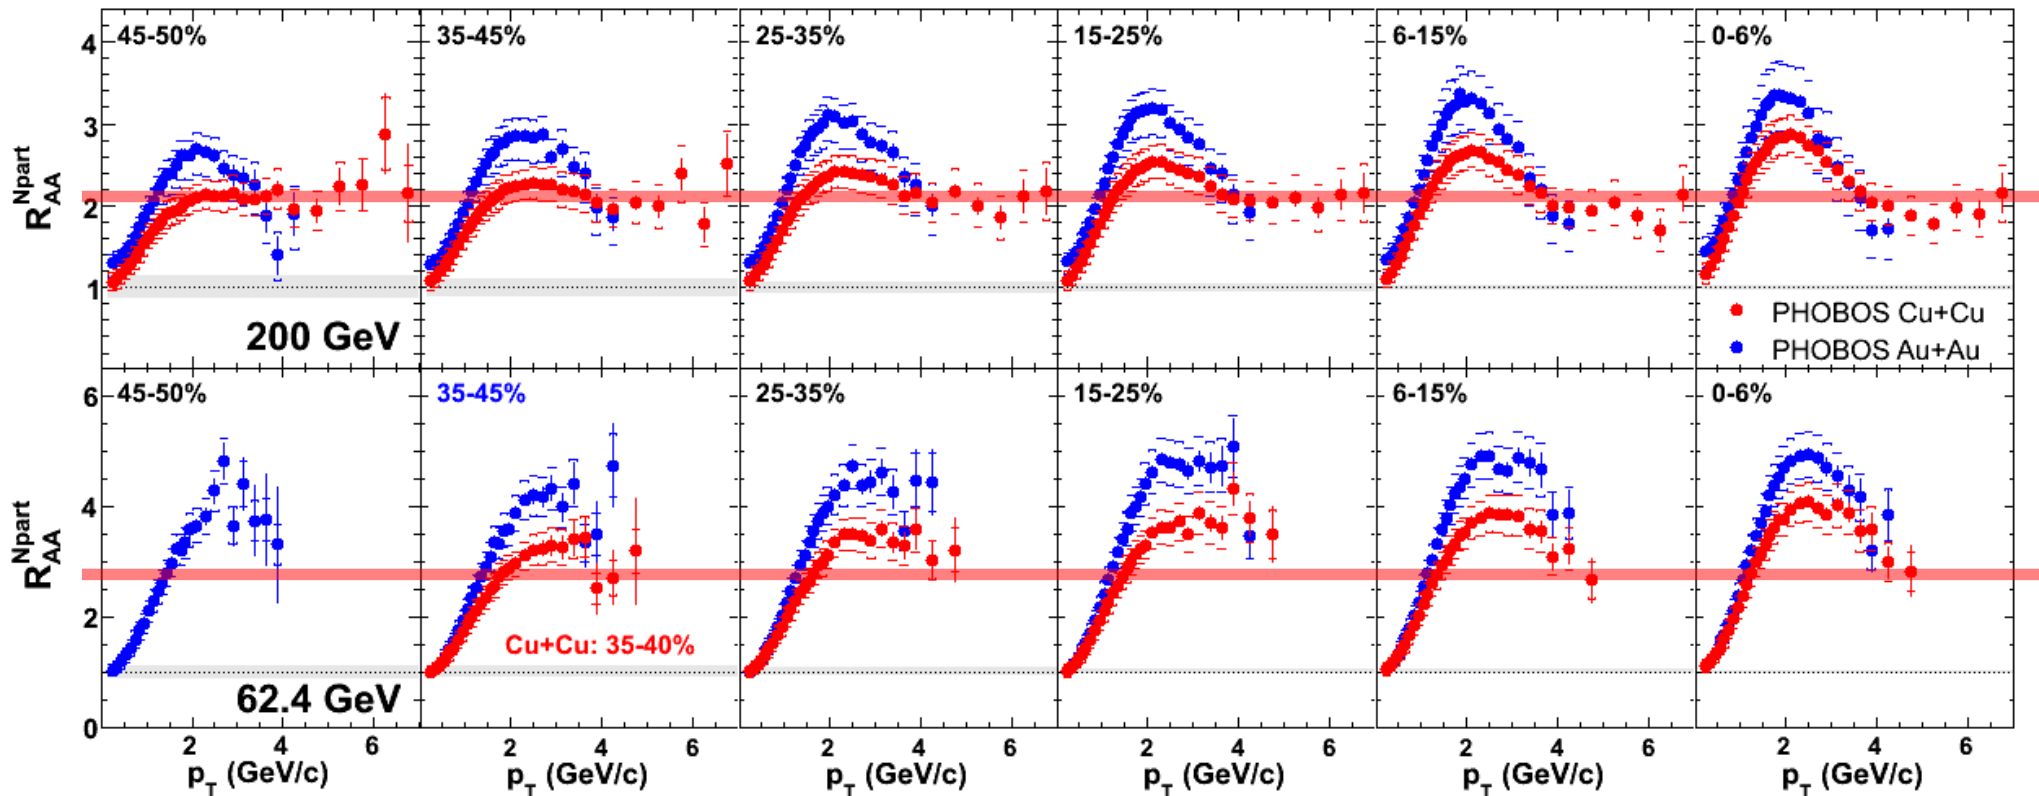 45-50%
35-45%
25-35%
15-25%
6-15%
0-6%
4
3
2
1
R_AA^Npart
200 GeV
PHOBOS Cu+Cu
PHOBOS Au+Au
45-50%
35-45%
25-35%
15-25%
6-15%
0-6%
6
4
2
0
R_AA^Npart
Cu+Cu: 35-40%
62.4 GeV
2 4 6
2 4 6
2 4 6
2 4 6
2 4 6
2 4 6
p_T (GeV/c)
p_T (GeV/c)
p_T (GeV/c)
p_T (GeV/c)
p_T (GeV/c)
p_T (GeV/c)